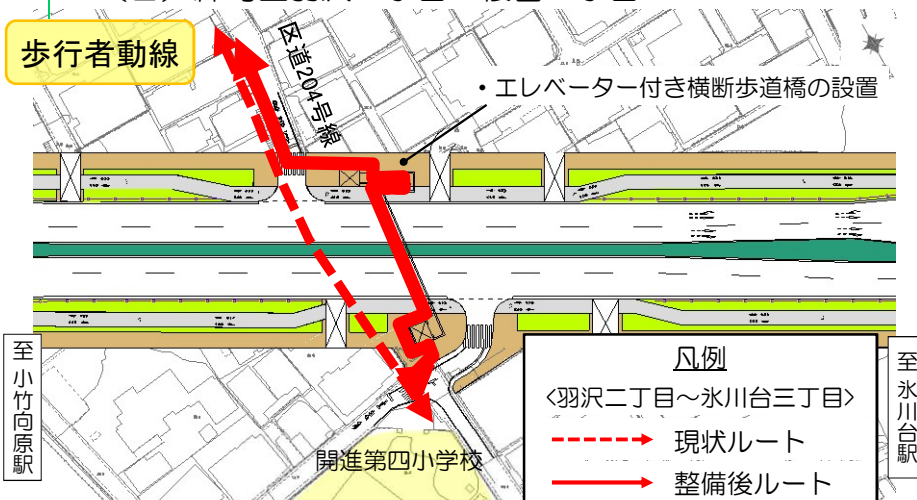 歩行者動線
区道204号線
・エレベーター付き横断歩道橋の設置
至 小竹向原駅
至 氷川台駅
開進第四小学校
凡例
<羽沢二丁目～氷川台三丁目>
現状ルート
整備後ルート